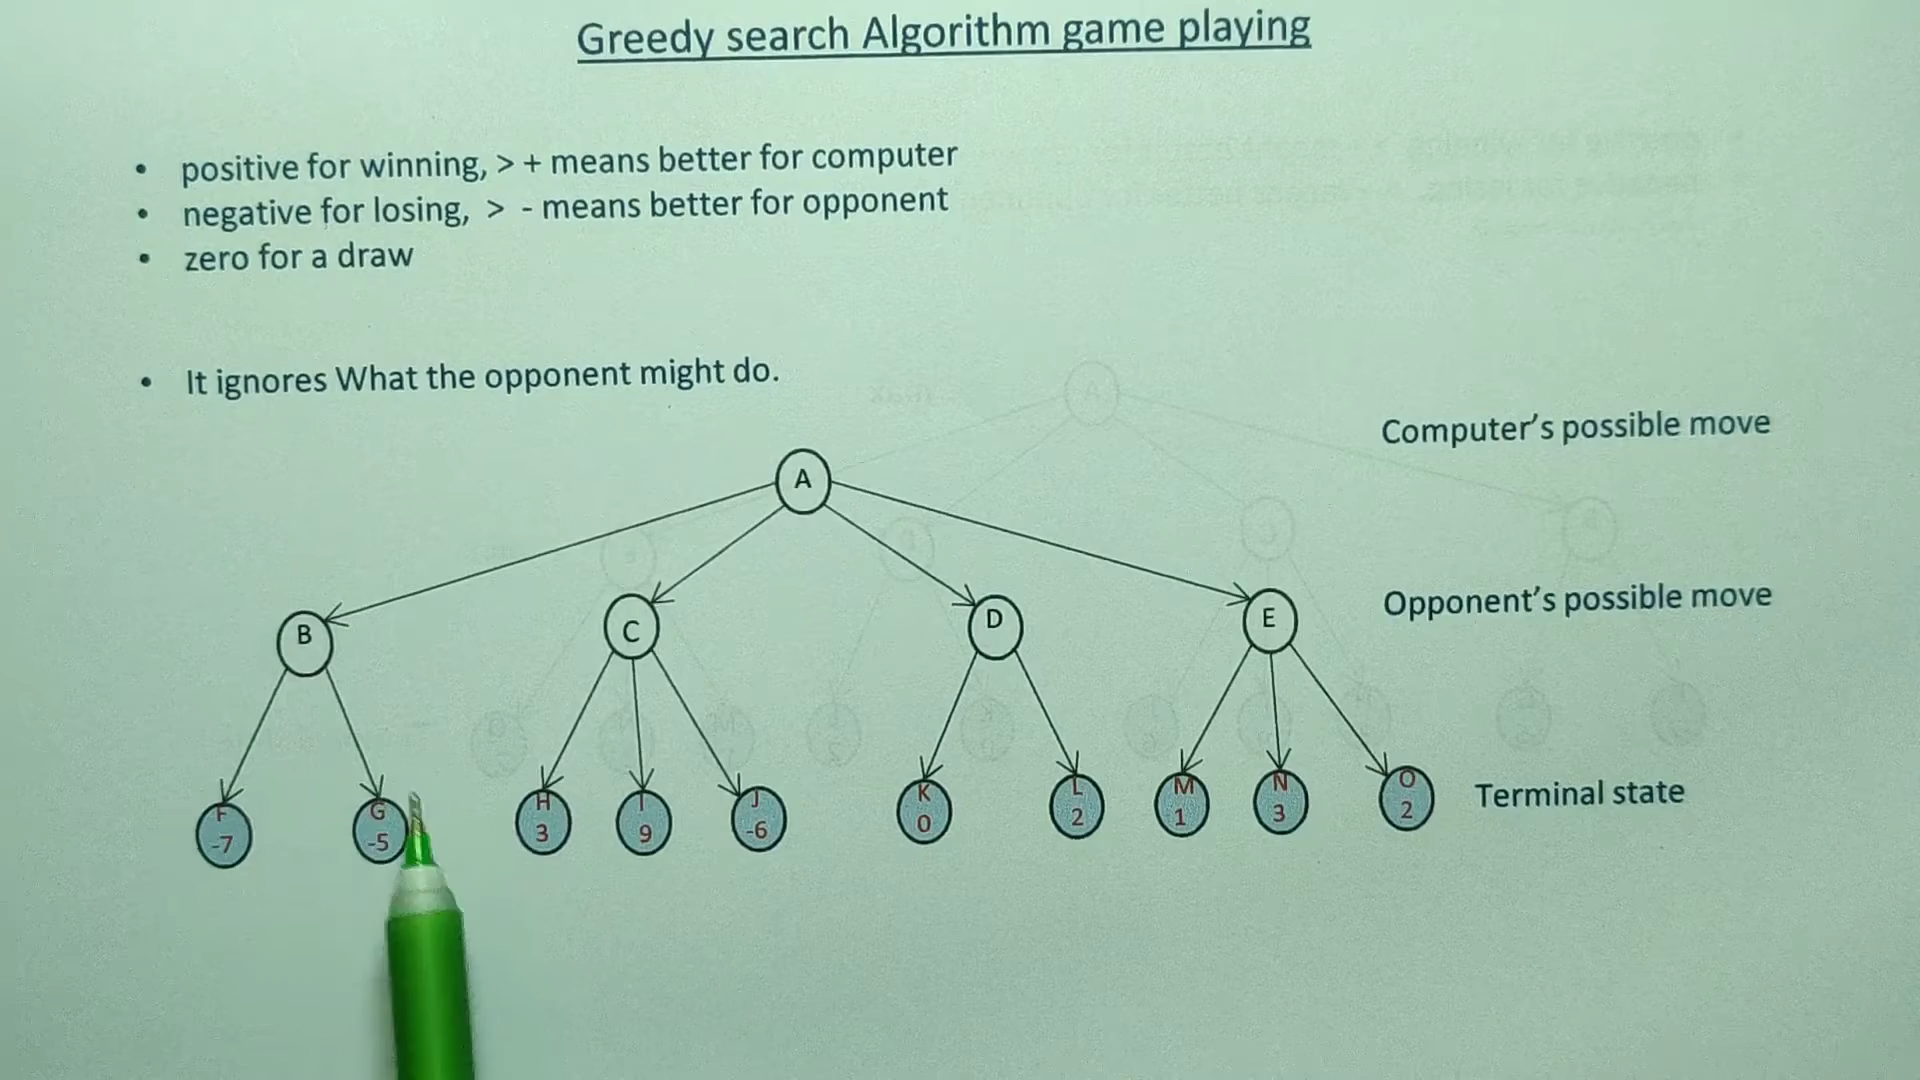 Greedy search Algorithm game playing
• positive for winning, > + means better for computer
• negative for losing, > - means better for opponent
• zero for a draw
• It ignores What the opponent might do.
Computer's possible move
A
Opponent's possible move
B
C
D
E
Terminal state
F
-7
G
-5
H
3
I
9
J
-6
K
0
L
2
M
1
N
3
O
2